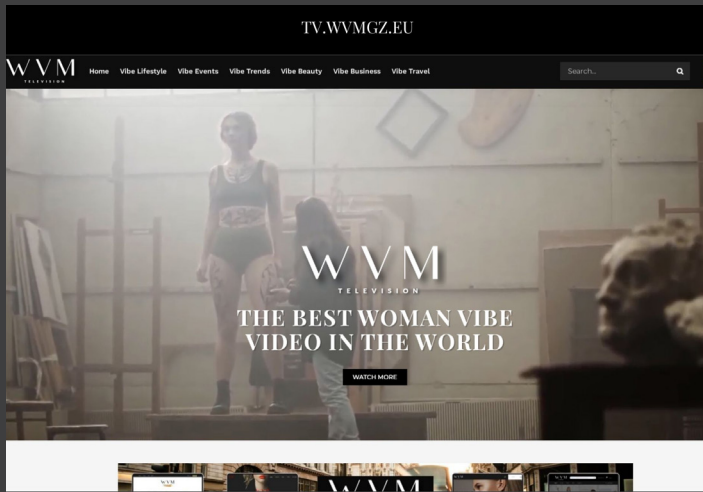 TV.WVMGZ.EU
WVM
TELEVISION
Home Vibe Lifestyle Vibe Events Vibe Trends Vibe Beauty Vibe Business Vibe Travel
Search...
WVM
TELEVISION
THE BEST WOMAN VIBE
VIDEO IN THE WORLD
WATCH MORE
WVM
WVM